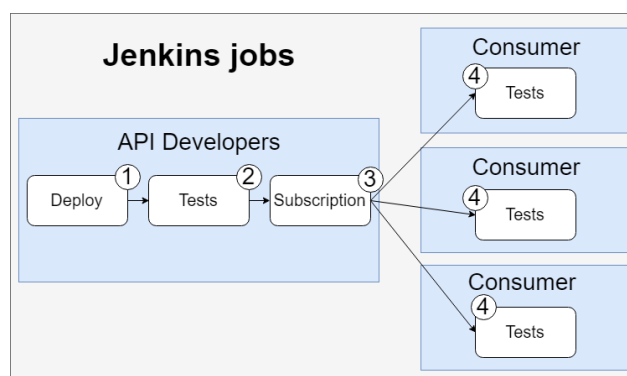 Jenkins jobs
API Developers
1
Deploy
2
Tests
3
Subscription
Consumer
4
Tests
Consumer
4
Tests
Consumer
4
Tests